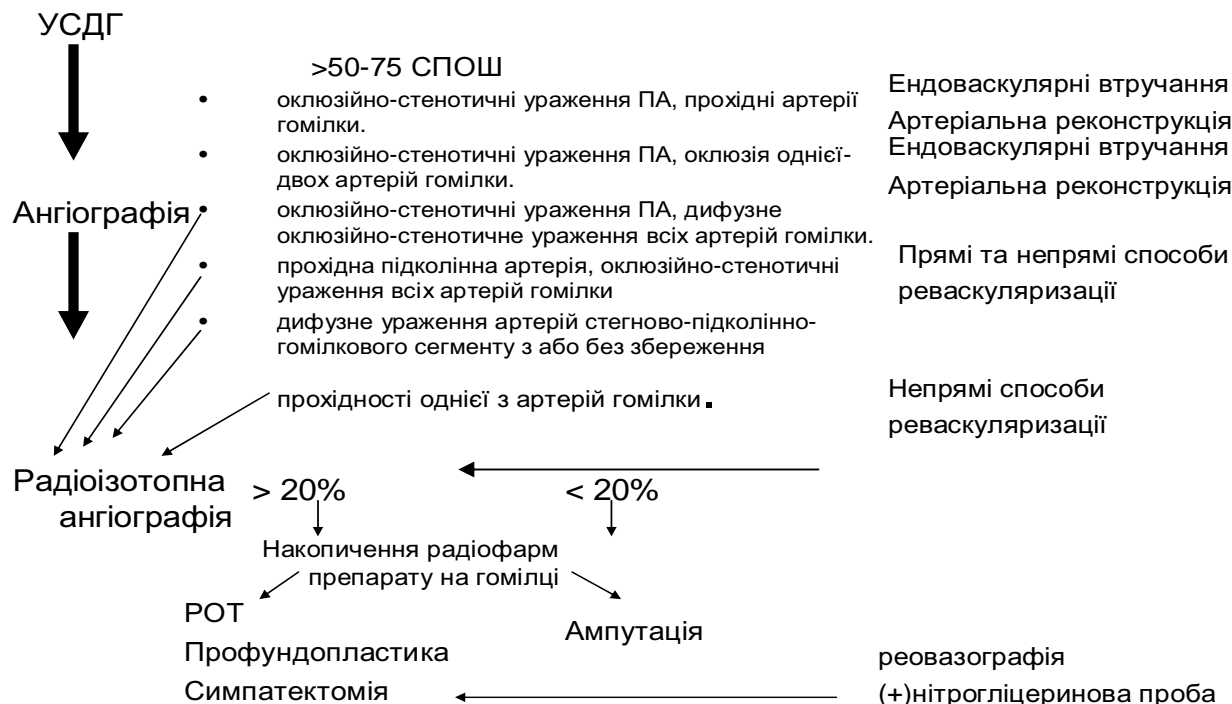 УСДГ
>50-75 СПОШ
• оклюзійно-стенотичні ураження ПА, прохідні артерії
гомілки.
Ендоваскулярні втручання
Артеріальна реконструкція
• оклюзійно-стенотичні ураження ПА, оклюзія однієї-
двох артерій гомілки.
Ендоваскулярні втручання
Артеріальна реконструкція
Ангіографія
• оклюзійно-стенотичні ураження ПА, дифузне
оклюзійно-стенотичне ураження всіх артерій гомілки.
• прохідна підколінна артерія, оклюзійно-стенотичні
ураження всіх артерій гомілки
Прямі та непрямі способи
реваскуляризації
• дифузне ураження артерій стегново-підколінно-
гомілкового сегменту з або без збереження
прохідності однієї з артерій гомілки.
Непрямі способи
реваскуляризації
Радіоізотопна
ангіографія
> 20%
< 20%
Накопичення радіофарм
препарату на гомілці
РОТ
Профундопластика
Симпатектомія
Ампутація
реовазографія
(+)нітрогліцеринова проба